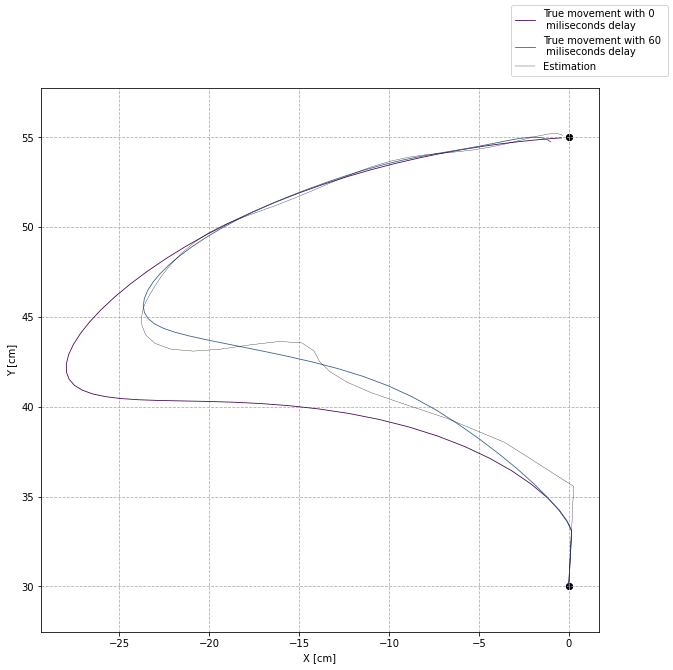 True movement with 0
miliseconds delay
True movement with 60
miliseconds delay
Estimation
55
50
45
40
35
30
Y [cm]
−25
−20
−15
−10
−5
0
X [cm]